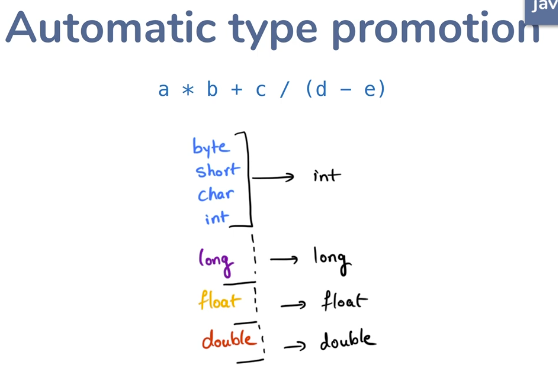 Jav
Automatic type promotion
a * b + c / (d - e)
byte
short
char
int
→ int
long → long
float → float
double → double